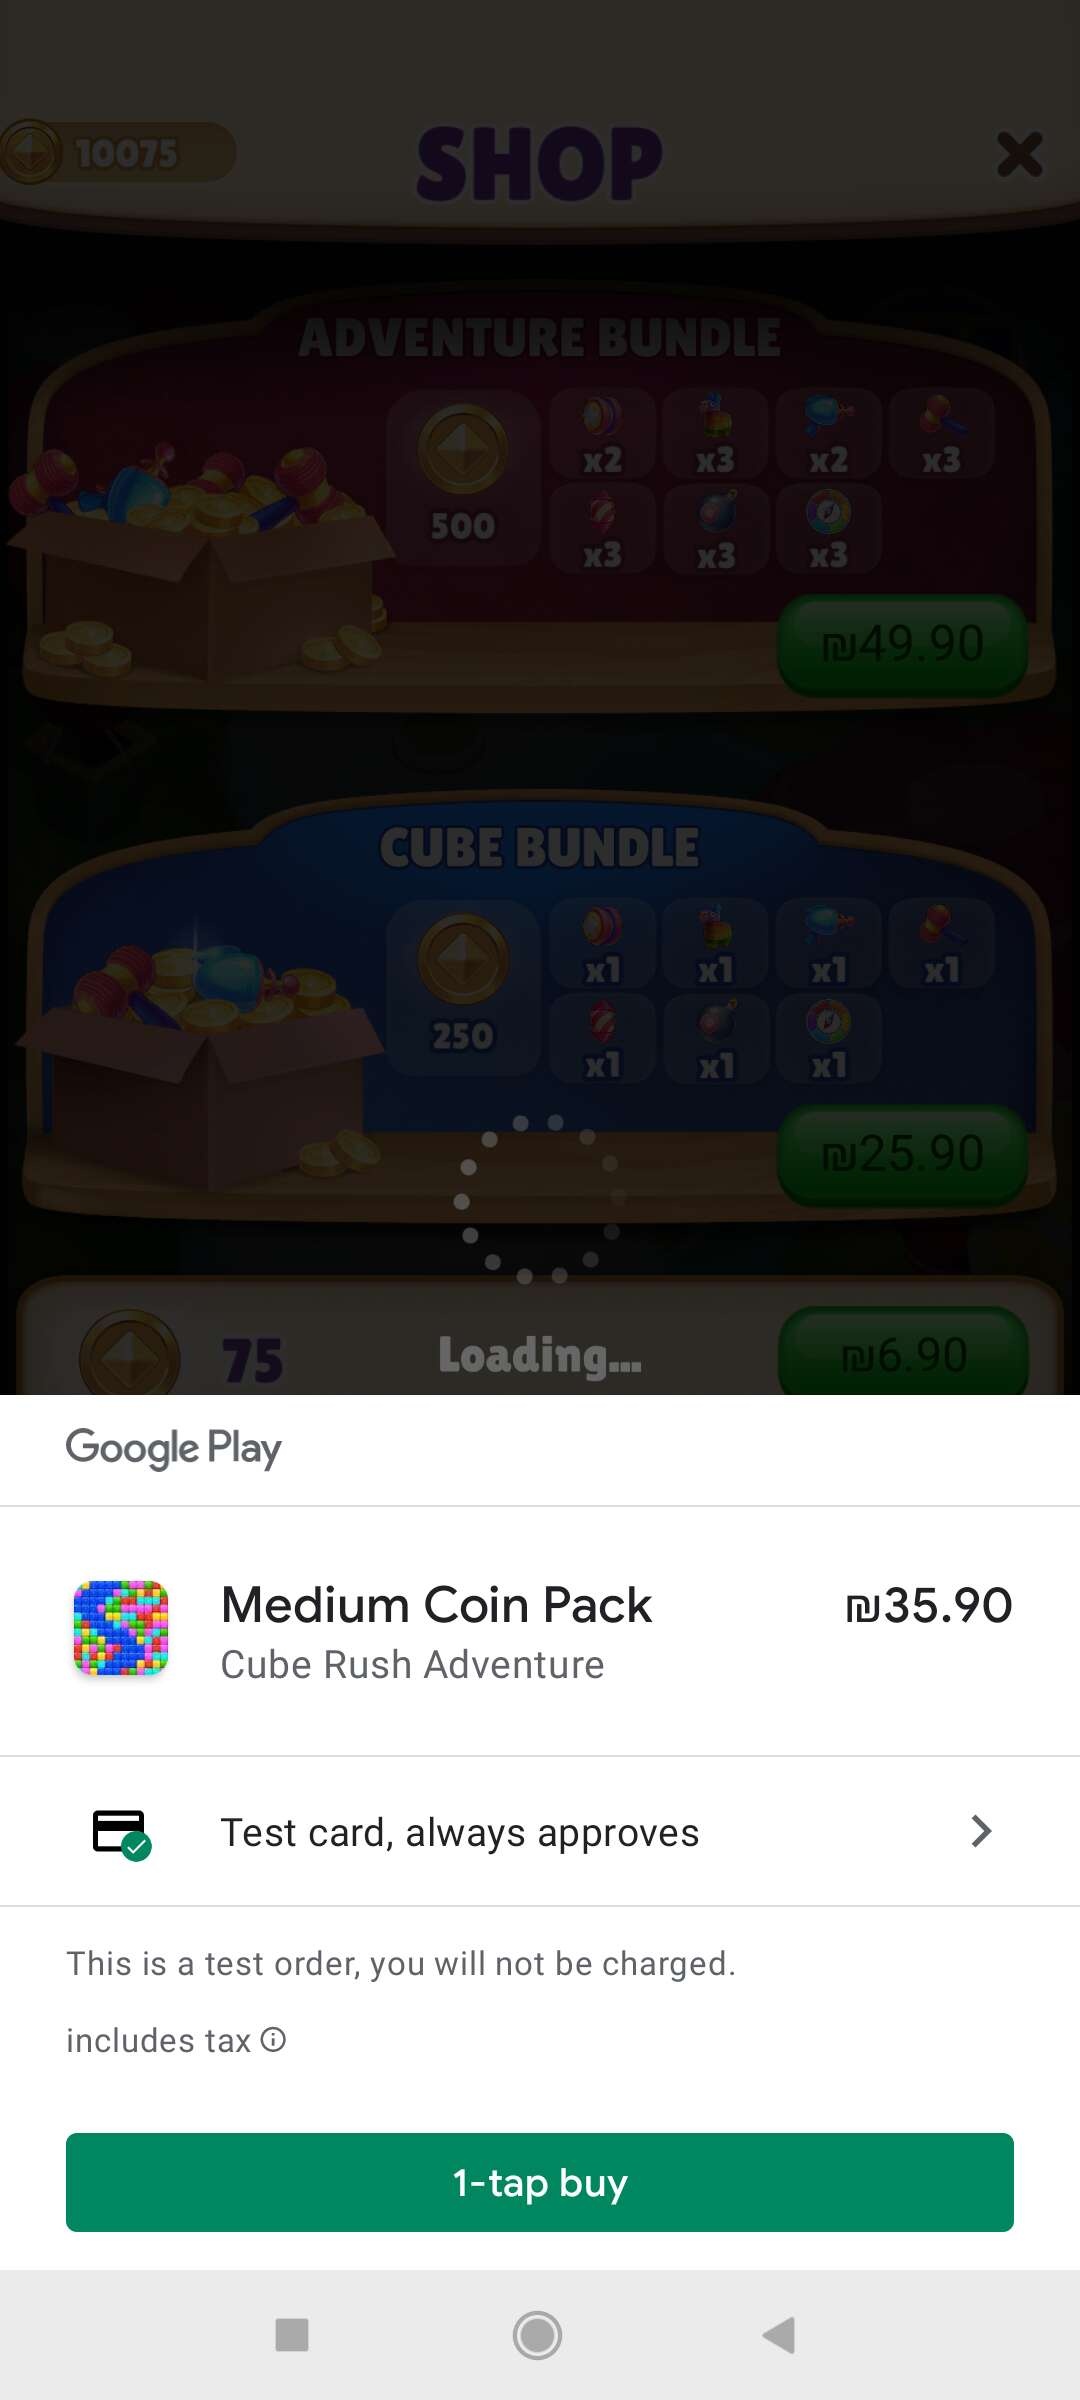 10075
SHOP
ADVENTURE BUNDLE
x2 x3 x2 x3
500
x3 x3 x3
₪49.90
CUBE BUNDLE
x1 x1 x1 x1
250
x1 x1 x1
₪25.90
75
₪6.90
Loading...
Google Play
Medium Coin Pack ₪35.90
Cube Rush Adventure
Test card, always approves
This is a test order, you will not be charged.
includes tax
1-tap buy